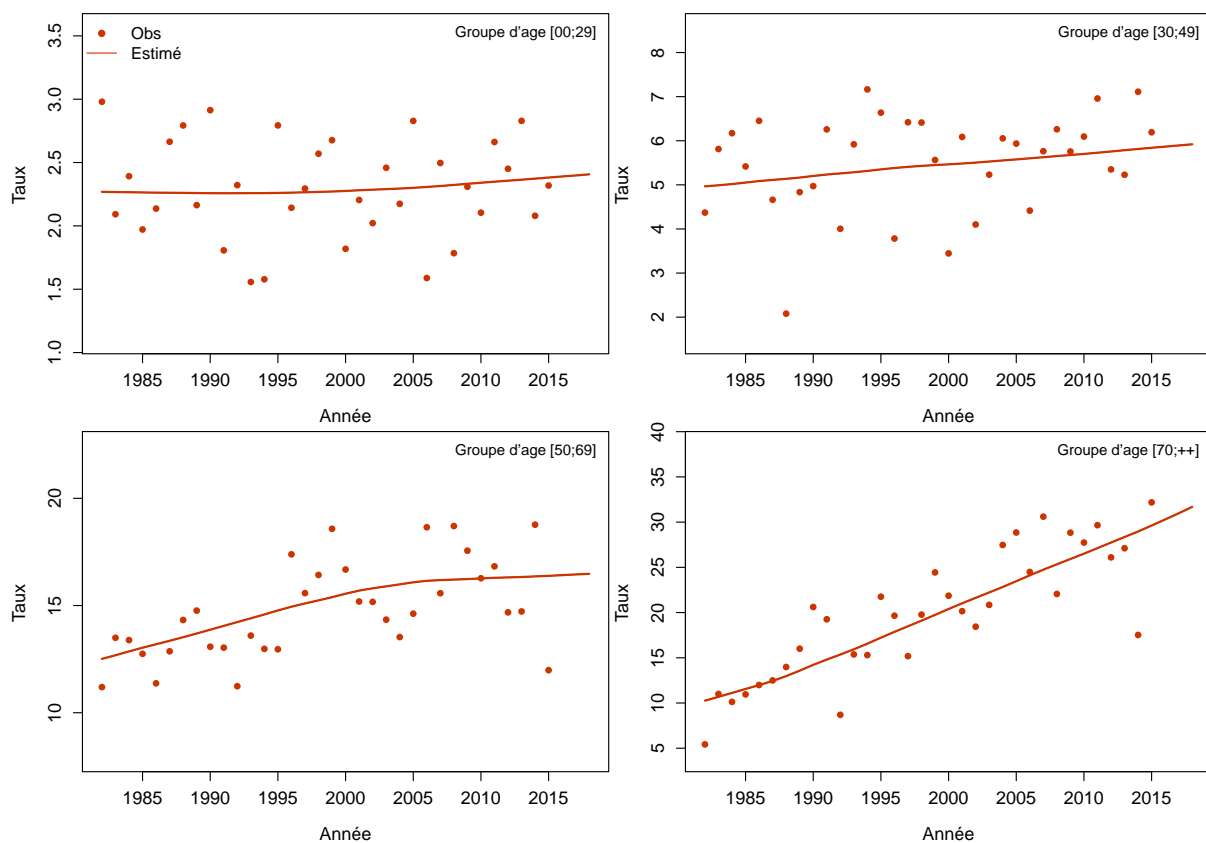 Obs
Estimé
Groupe d'age [00;29]
Taux
3.5
3.0
2.5
2.0
1.5
1.0
1985 1990 1995 2000 2005 2010 2015
Année
Groupe d'age [30;49]
Taux
8
7
6
5
4
3
2
1985 1990 1995 2000 2005 2010 2015
Année
Groupe d'age [50;69]
Taux
20
15
10
1985 1990 1995 2000 2005 2010 2015
Année
Groupe d'age [70;++]
Taux
40
35
30
25
20
15
10
5
1985 1990 1995 2000 2005 2010 2015
Année